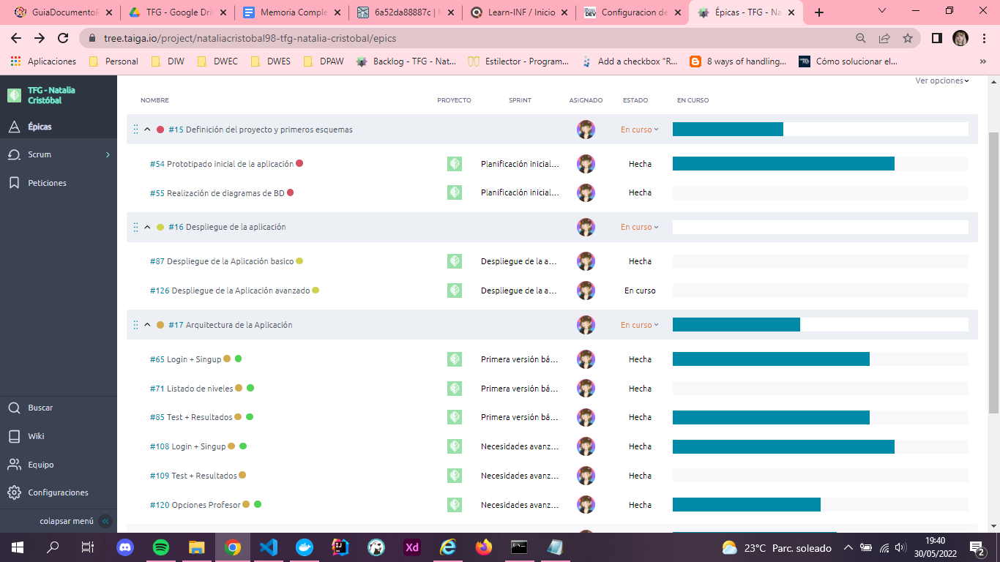 GuiaDocumentoP
TFG - Google Driv
Memoria Comple
6a52da88887c | M
Learn-INF / Inicio
Boss DEV
Configuracion de
Épicas - TFG - Na
tree.taiga.io/project/nataliacristobal98-tfg-natalia-cristobal/epics
Aplicaciones
Personal
DIW
DWEC
DWES
DPAW
Backlog - TFG - Nat...
Estilector - Program...
Add a checkbox "R...
8 ways of handling...
Cómo solucionar el...
»
TFG - Natalia
Cristóbal
Épicas
Scrum
Peticiones
Buscar
Wiki
Equipo
Configuraciones
colapsar menú
Ver opciones
NOMBRE PROYECTO SPRINT ASIGNADO ESTADO EN CURSO
#15 Definición del proyecto y primeros esquemas En curso
#54 Prototipado inicial de la aplicación Planificación inicial... Hecha
#55 Realización de diagramas de BD Planificación inicial... Hecha
#16 Despliegue de la aplicación En curso
#87 Despliegue de la Aplicación basico Despliegue de la a... Hecha
#126 Despliegue de la Aplicación avanzado Despliegue de la a... En curso
#17 Arquitectura de la Aplicación En curso
#65 Login + Singup Primera versión bá... Hecha
#71 Listado de niveles Primera versión bá... Hecha
#85 Test + Resultados Primera versión bá... Hecha
#108 Login + Singup Necesidades avanz... Hecha
#109 Test + Resultados Necesidades avanz... Hecha
#120 Opciones Profesor Necesidades avanz... Hecha
IJ
Xd
23°C Parc. soleado
19:40
30/05/2022
2